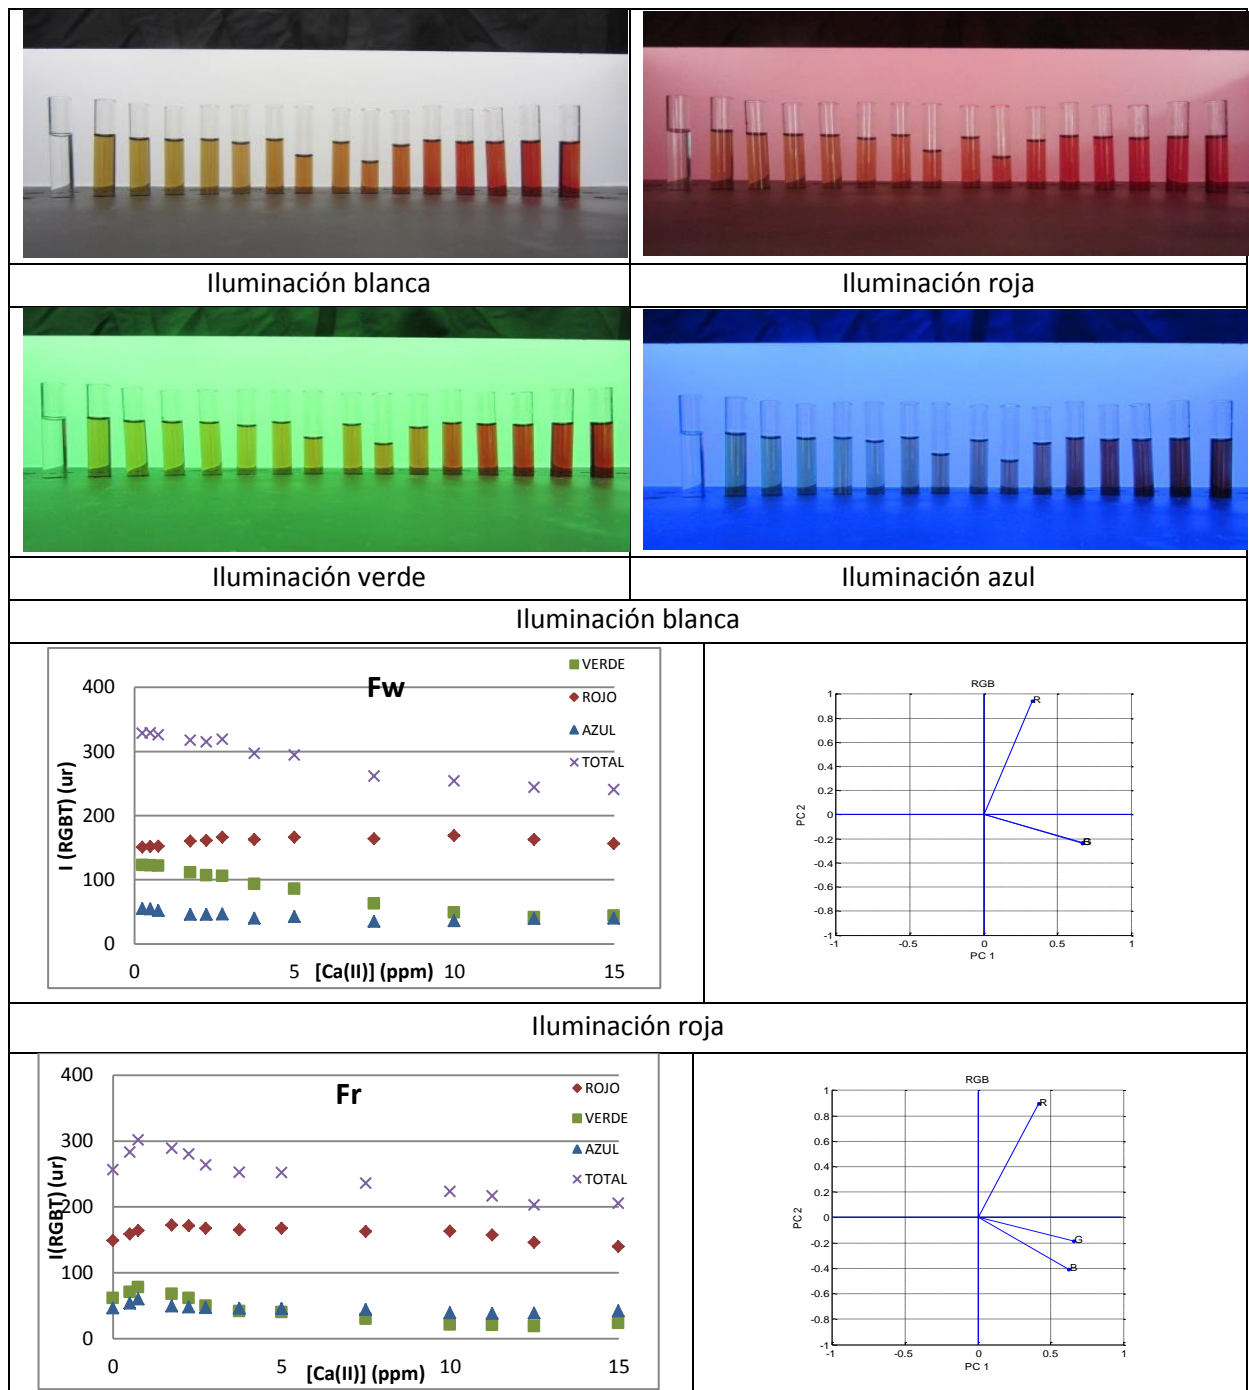 Iluminación blanca
Iluminación roja
Iluminación verde
Iluminación azul
Iluminación blanca
Fw
VERDE
ROJO
AZUL
TOTAL
400
300
200
100
0
I (RGBT) (ur)
0
5
10
15
[Ca(II)] (ppm)
RGB
1
0.8
0.6
0.4
0.2
0
-0.2
-0.4
-0.6
-0.8
-1
PC 2
R
B
-1
-0.5
0
0.5
1
PC 1
Iluminación roja
Fr
ROJO
VERDE
AZUL
TOTAL
400
300
200
100
0
I(RGBT) (ur)
0
5
10
15
[Ca(II)] (ppm)
RGB
1
0.8
0.6
0.4
0.2
0
-0.2
-0.4
-0.6
-0.8
-1
PC 2
R
G
B
-1
-0.5
0
0.5
1
PC 1